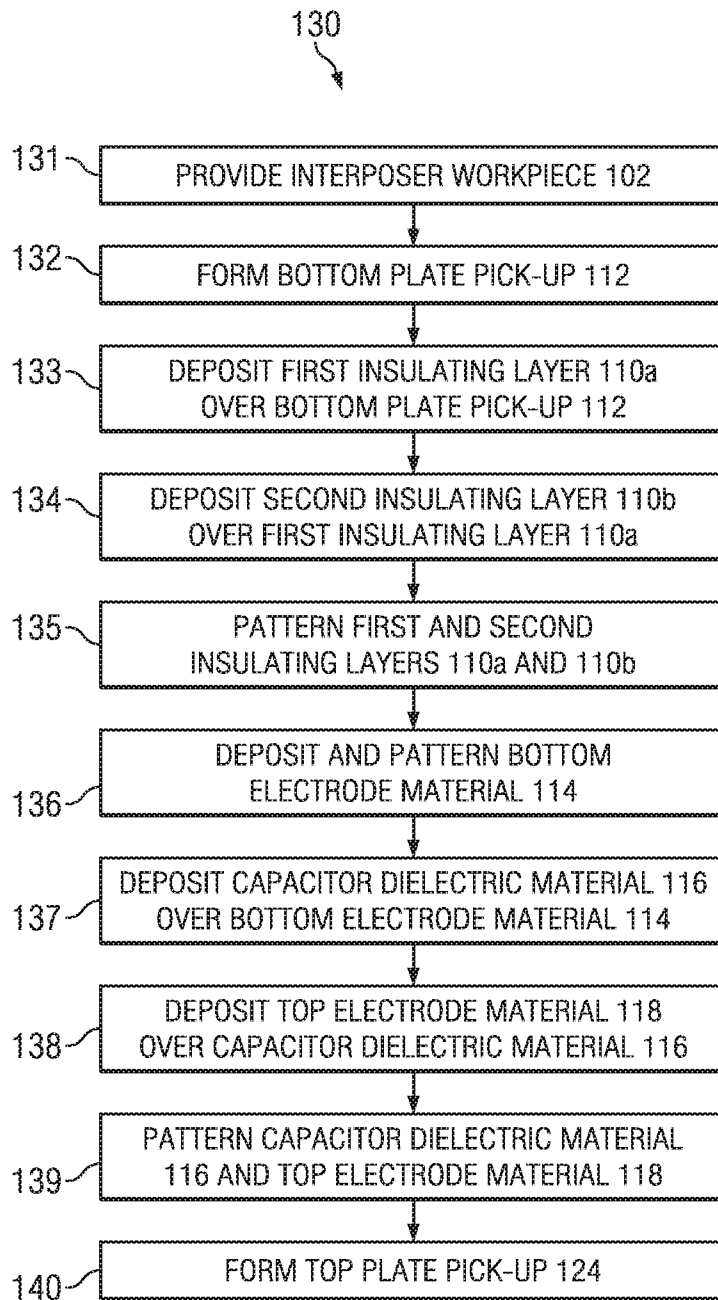 130
131
PROVIDE INTERPOSER WORKPIECE 102
132
FORM BOTTOM PLATE PICK-UP 112
133
DEPOSIT FIRST INSULATING LAYER 110a
OVER BOTTOM PLATE PICK-UP 112
134
DEPOSIT SECOND INSULATING LAYER 110b
OVER FIRST INSULATING LAYER 110a
135
PATTERN FIRST AND SECOND
INSULATING LAYERS 110a AND 110b
136
DEPOSIT AND PATTERN BOTTOM
ELECTRODE MATERIAL 114
137
DEPOSIT CAPACITOR DIELECTRIC MATERIAL 116
OVER BOTTOM ELECTRODE MATERIAL 114
138
DEPOSIT TOP ELECTRODE MATERIAL 118
OVER CAPACITOR DIELECTRIC MATERIAL 116
139
PATTERN CAPACITOR DIELECTRIC MATERIAL
116 AND TOP ELECTRODE MATERIAL 118
140
FORM TOP PLATE PICK-UP 124